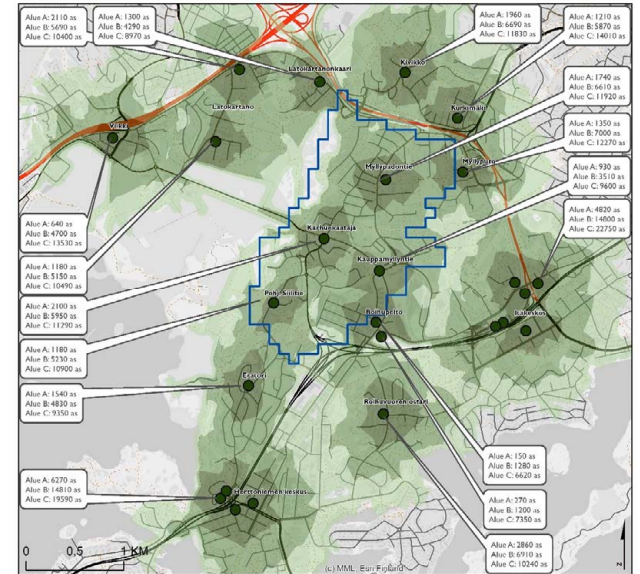 Alue A: 2110 as
Alue B: 5690 as
Alue C: 10400 as
Alue A: 1300 as
Alue B: 4290 as
Alue C: 8970 as
Alue A: 1960 as
Alue B: 6690 as
Alue C: 11830 as
Alue A: 1210 as
Alue B: 5870 as
Alue C: 14010 as
Alue A: 1740 as
Alue B: 6610 as
Alue C: 11920 as
Alue A: 1350 as
Alue B: 7000 as
Alue C: 12270 as
Alue A: 930 as
Alue B: 3510 as
Alue C: 9600 as
Alue A: 4820 as
Alue B: 14800 as
Alue C: 22750 as
Latokartanonkaari
Kivikko
Latokartano
Kurkimäki
Viikki
Myllypuro
Myllypadontie
Alue A: 640 as
Alue B: 4700 as
Alue C: 13530 as
Karhunkaataja
Kauppamyllyntie
Alue A: 1180 as
Alue B: 5150 as
Alue C: 10490 as
Alue A: 2100 as
Alue B: 5950 as
Alue C: 11290 as
Pohj. Siilitie
Roihupelto
Itäkeskus
Alue A: 1180 as
Alue B: 5230 as
Alue C: 10900 as
Eratori
Alue A: 1540 as
Alue B: 4830 as
Alue C: 9350 as
Roihuvuoren ostari
Alue A: 150 as
Alue B: 1280 as
Alue C: 6620 as
Alue A: 6270 as
Alue B: 14810 as
Alue C: 19590 as
Herttoniemen keskus
Alue A: 270 as
Alue B: 1200 as
Alue C: 7350 as
Alue A: 2860 as
Alue B: 6910 as
Alue C: 10240 as
0 0,5 1 KM
(c) MML, Esri Finland
N